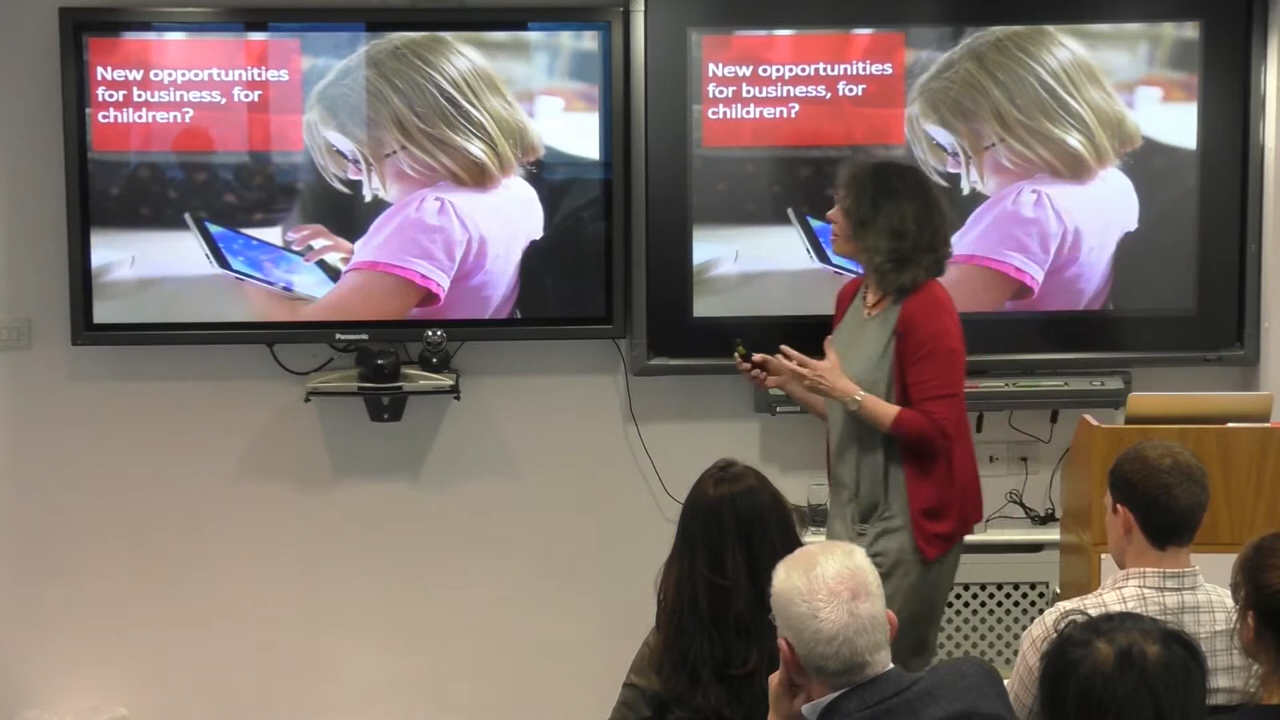 New opportunities
for business, for
children?
New opportunities
for business, for
children?
Panasonic